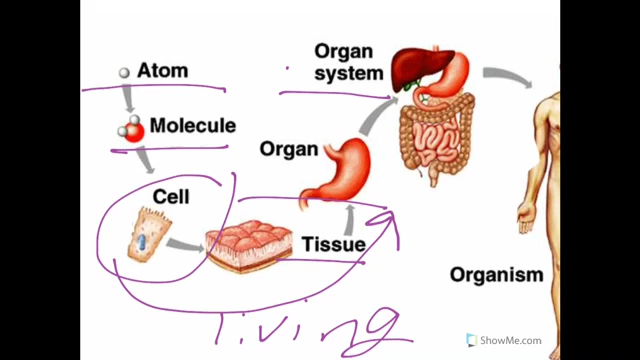 Atom
Molecule
Cell
Tissue
Organ
Organ
system
Organism
living
ShowMe.com